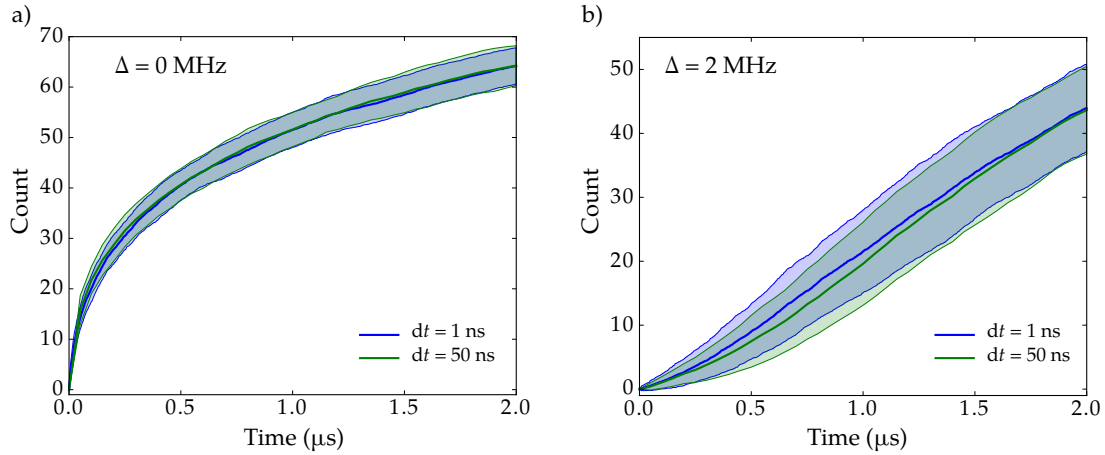 a)
Δ = 0 MHz
70
60
50
40
30
20
10
0
Count
0.0 0.5 1.0 1.5 2.0
Time (µs)
dt = 1 ns
dt = 50 ns
b)
Δ = 2 MHz
50
40
30
20
10
0
Count
0.0 0.5 1.0 1.5 2.0
Time (µs)
dt = 1 ns
dt = 50 ns